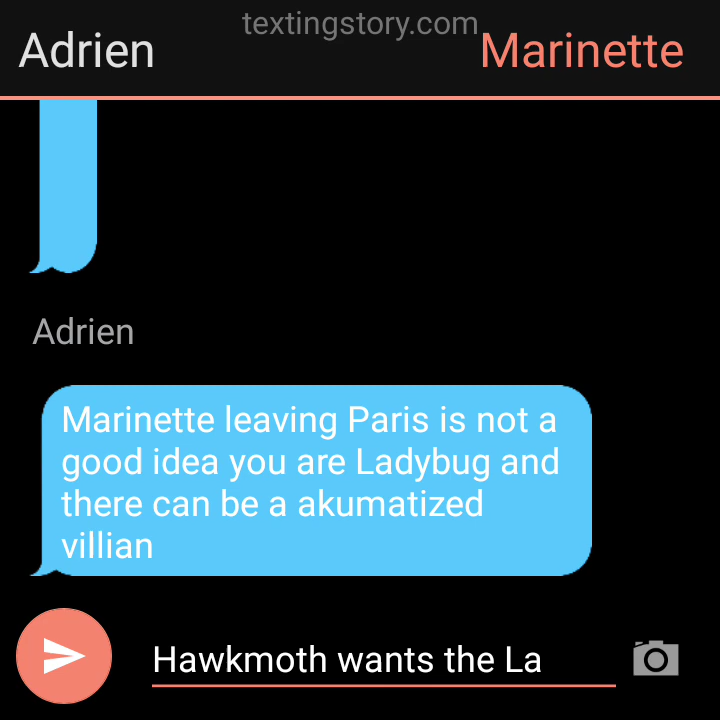 textingstory.com
Adrien
Marinette
Adrien
Marinette leaving Paris is not a
good idea you are Ladybug and
there can be a akumatized
villian
Hawkmoth wants the La